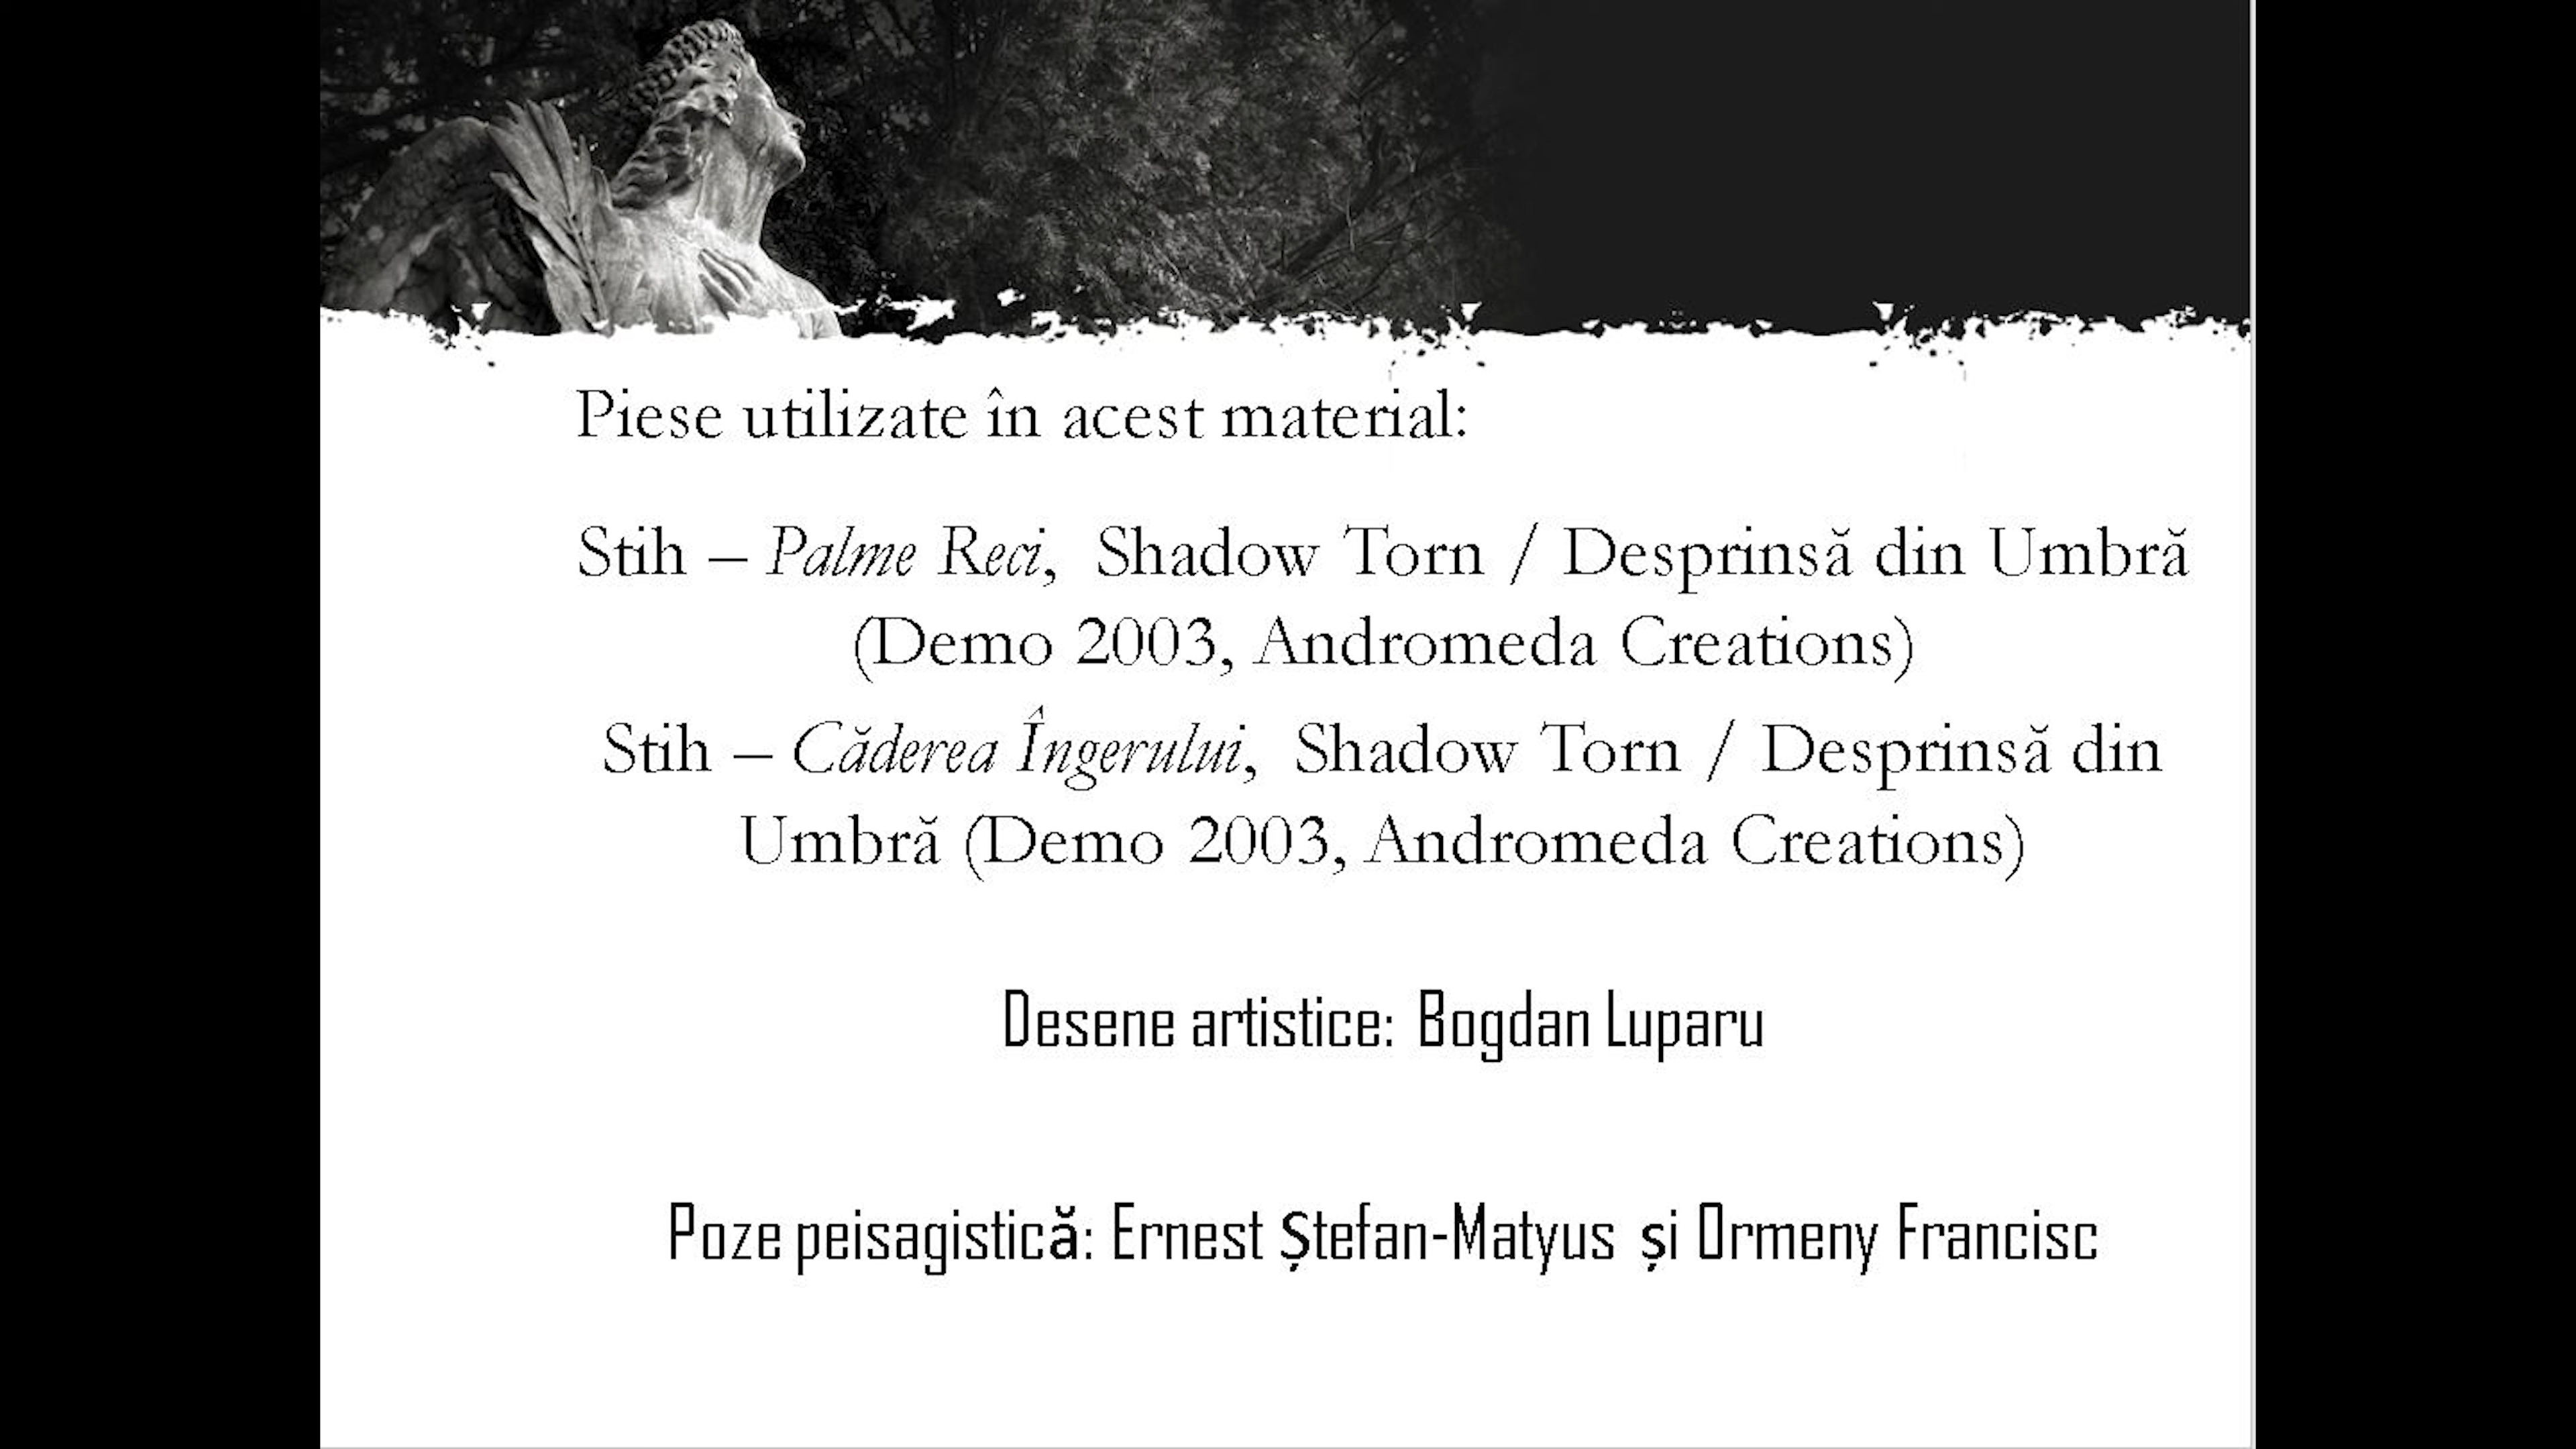 Piese utilizate în acest material:
Stih – Palme Reci, Shadow Torn / Desprinsă din Umbră
(Demo 2003, Andromeda Creations)
Stih – Căderea Îngerului, Shadow Torn / Desprinsă din
Umbră (Demo 2003, Andromeda Creations)
Desene artistice: Bogdan Luparu
Poze peisagistică: Ernest Ștefan-Matyus și Ormeny Francisc